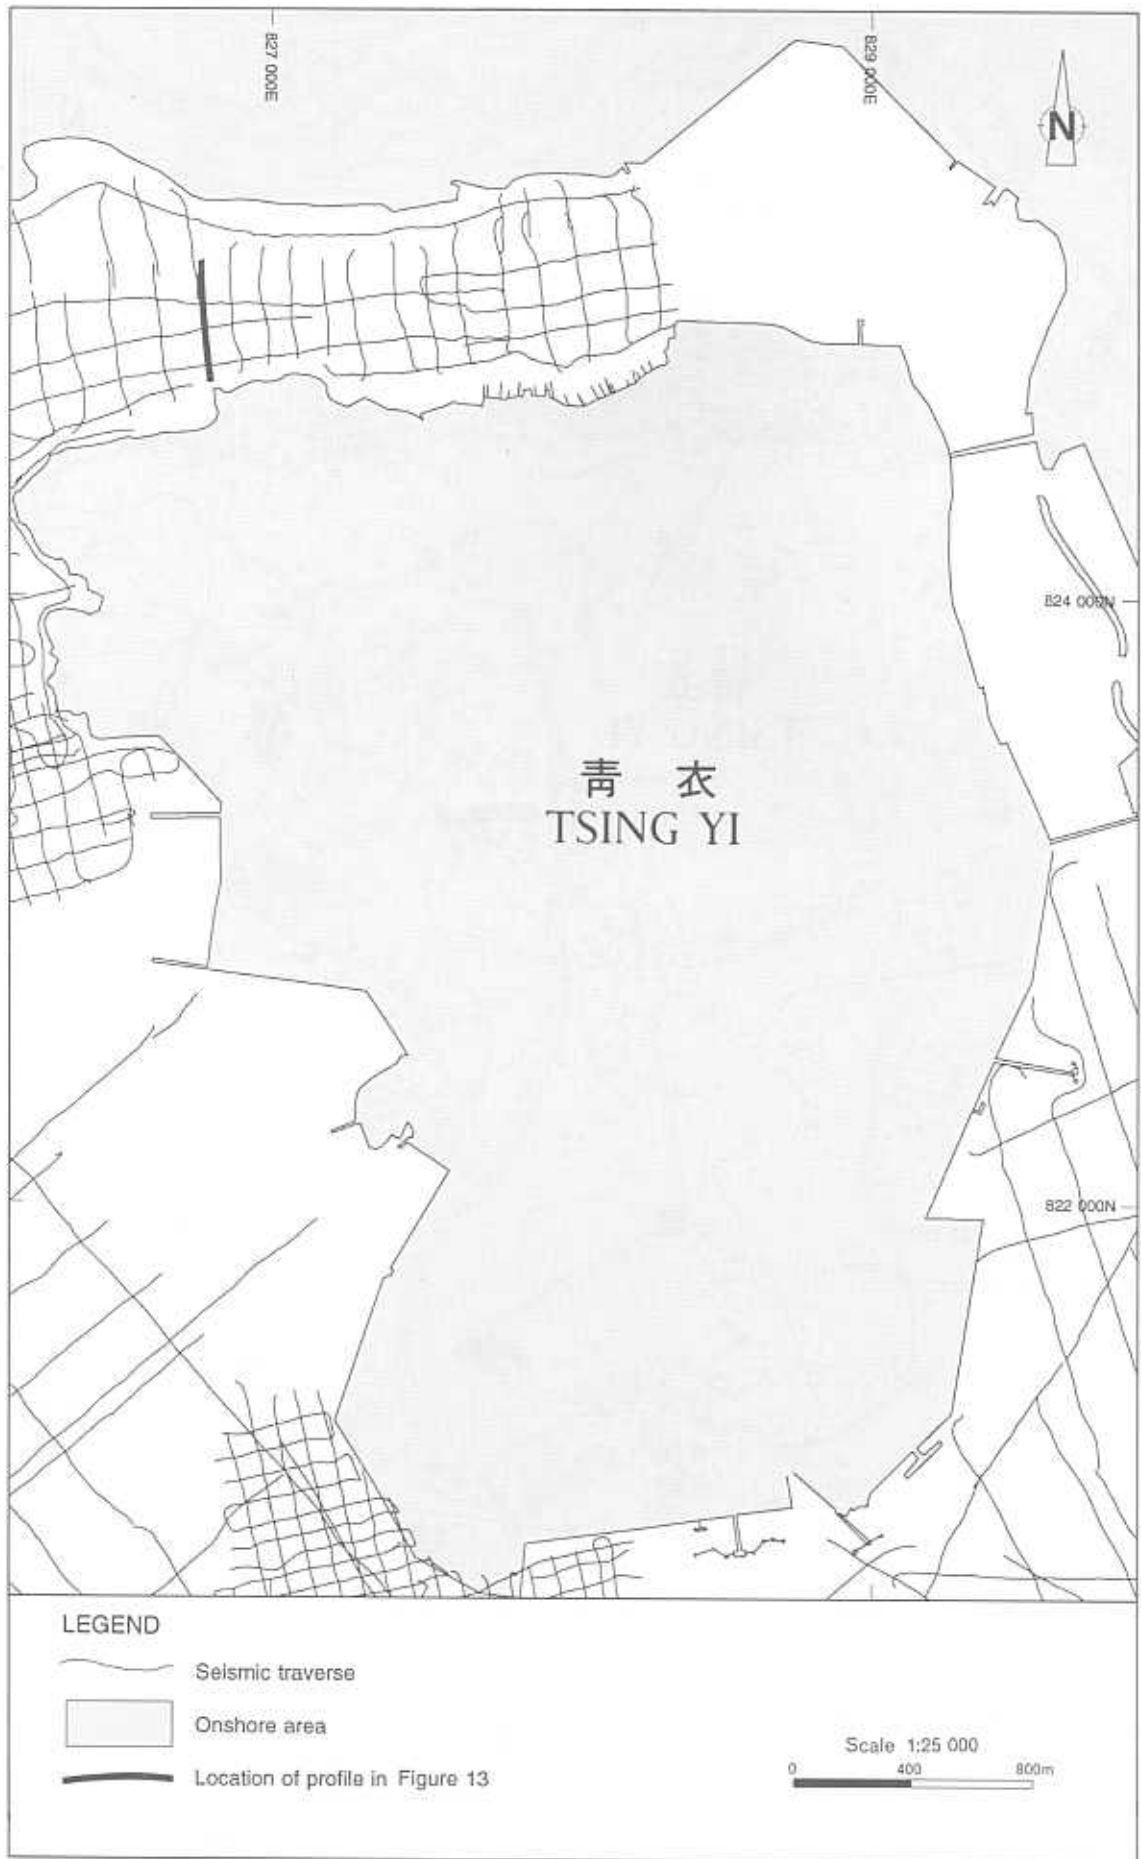 827 000E
829 000E
N
824 000N
青 衣
TSING YI
822 000N
LEGEND
Seismic traverse
Onshore area
Location of profile in Figure 13
Scale 1:25 000
0 400 800m